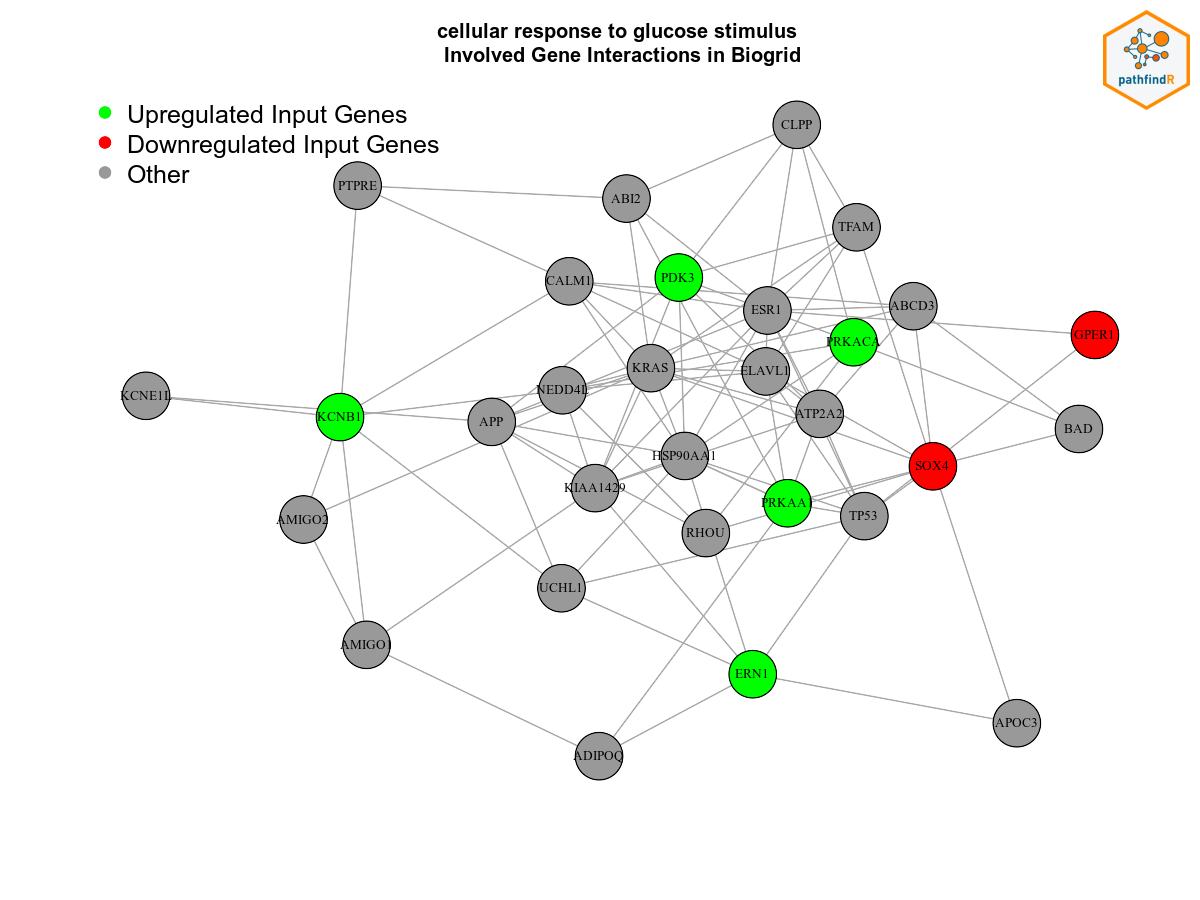 cellular response to glucose stimulus
Involved Gene Interactions in Biogrid
pathfindR
Upregulated Input Genes
Downregulated Input Genes
Other
CLPP
PTPRE
ABI2
TFAM
CALM1
PDK3
ESR1
ABCD3
GPER1
PRKACA
KRAS
ELAVL1
KCNE1L
NEDD4L
KCNB1
APP
ATP2A2
BAD
HSP90AA1
SOX4
KIAA1429
PRKAA1
AMIGO2
TP53
RHOU
UCHL1
AMIGO1
ERN1
APOC3
ADIPOQ